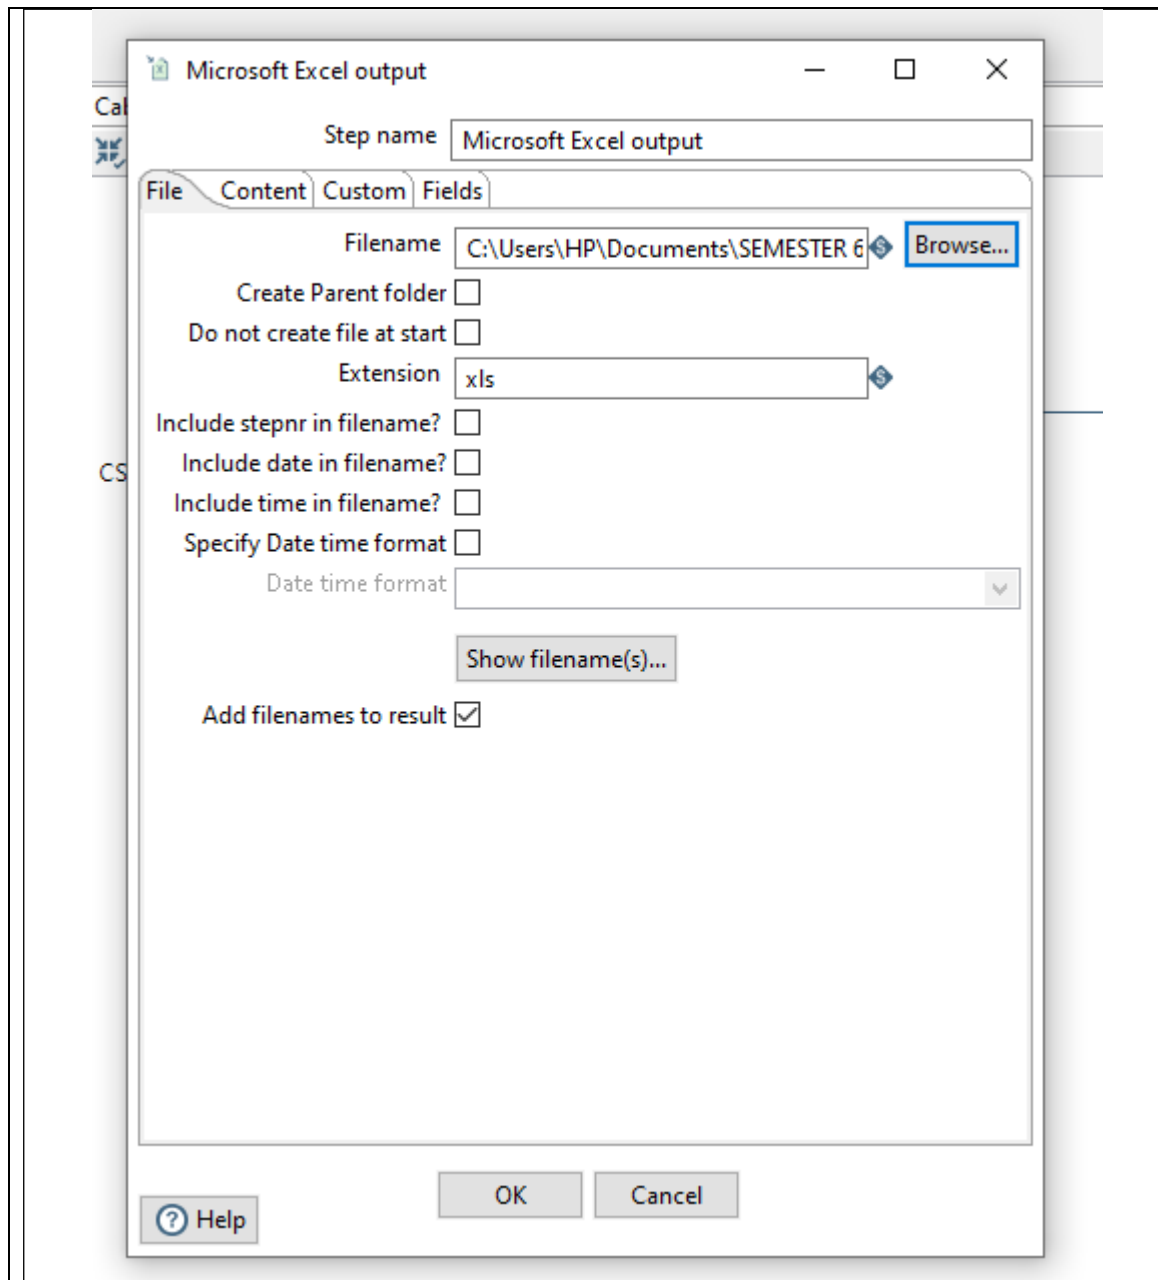 Microsoft Excel output
Cal
Step name Microsoft Excel output
File Content Custom Fields
Filename C:\Users\HP\Documents\SEMESTER 6 Browse...
Create Parent folder
Do not create file at start
Extension xls
Include stepnr in filename?
CS
Include date in filename?
Include time in filename?
Specify Date time format
Date time format
Show filename(s)...
Add filenames to result
OK Cancel
Help